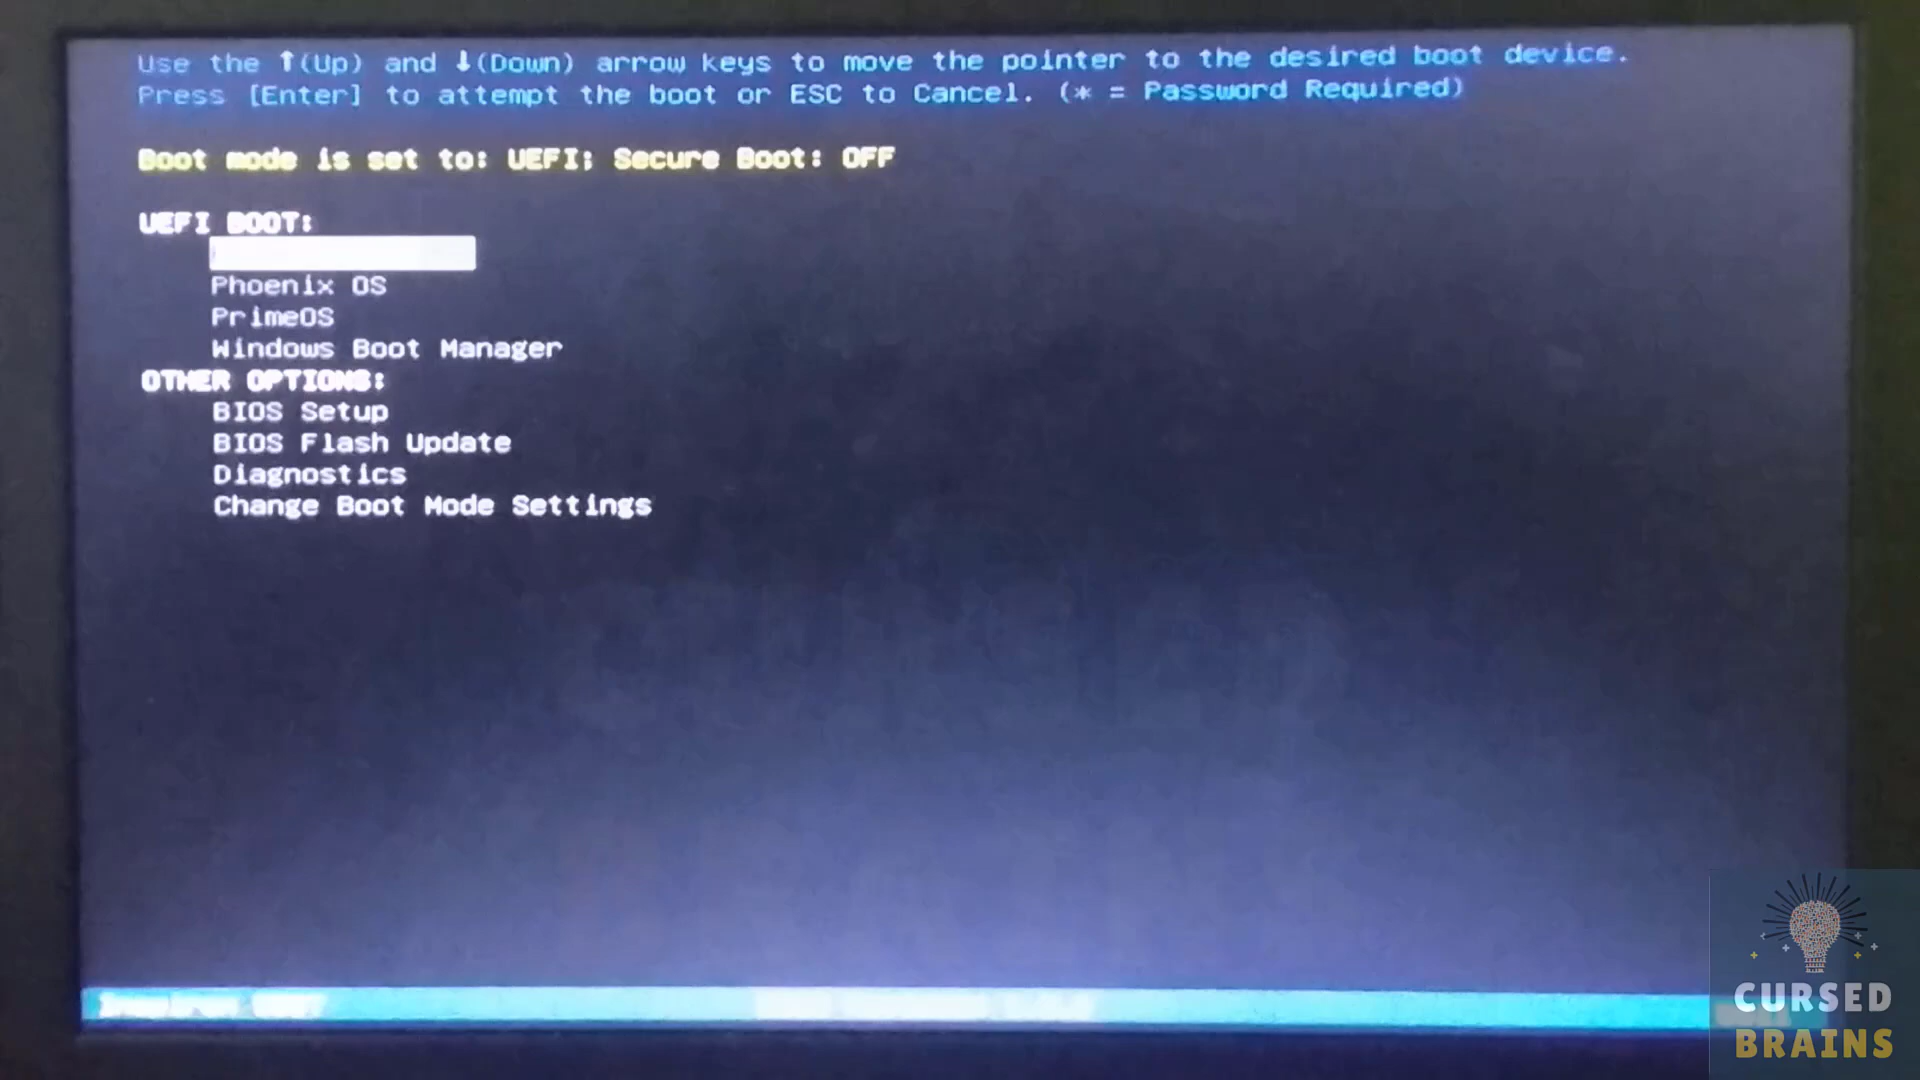 Use the ↑(Up) and ↓(Down) arrow keys to move the pointer to the desired boot device.
Press [Enter] to attempt the boot or ESC to Cancel. (* = Password Required)
Boot mode is set to: UEFI; Secure Boot: OFF
UEFI BOOT:
Phoenix OS
PrimeOS
Windows Boot Manager
OTHER OPTIONS:
BIOS Setup
BIOS Flash Update
Diagnostics
Change Boot Mode Settings
CURSED
BRAINS